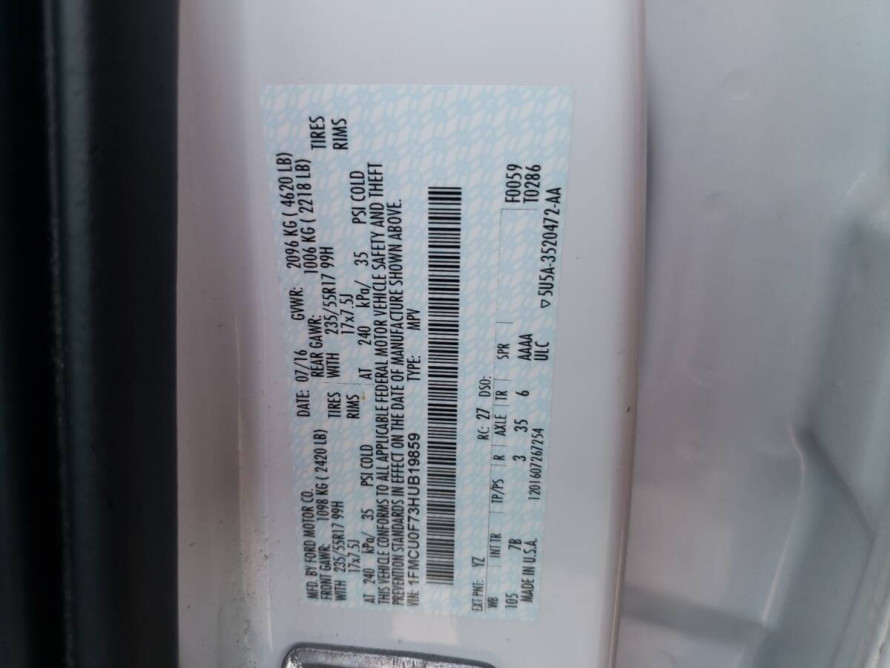 MFD. BY FORD MOTOR CO. DATE: 07/16 GVWR: 2096 KG ( 4620 LB)
FRONT GAWR: 1098 KG ( 2420 LB) REAR GAWR: 1006 KG ( 2218 LB)
WITH 235/55R17 99H TIRES WITH 235/55R17 99H TIRES
17x7.5J RIMS 17x7.5J RIMS
AT 240 kPa/ 35 PSI COLD AT 240 kPa/ 35 PSI COLD
THIS VEHICLE CONFORMS TO ALL APPLICABLE FEDERAL MOTOR VEHICLE SAFETY AND THEFT
PREVENTION STANDARDS IN EFFECT ON THE DATE OF MANUFACTURE SHOWN ABOVE.
VIN: 1FMCU0F73HUB19859 TYPE: MPV
EXT PNT: YZ RC: 27 DSO: F0059
WB INT TR TP/PS R AXLE TR SPR T0286
105 7B 3 35 6 AAAA
MADE IN U.S.A. 1201607267254 ULC 5U5A-3520472-AA